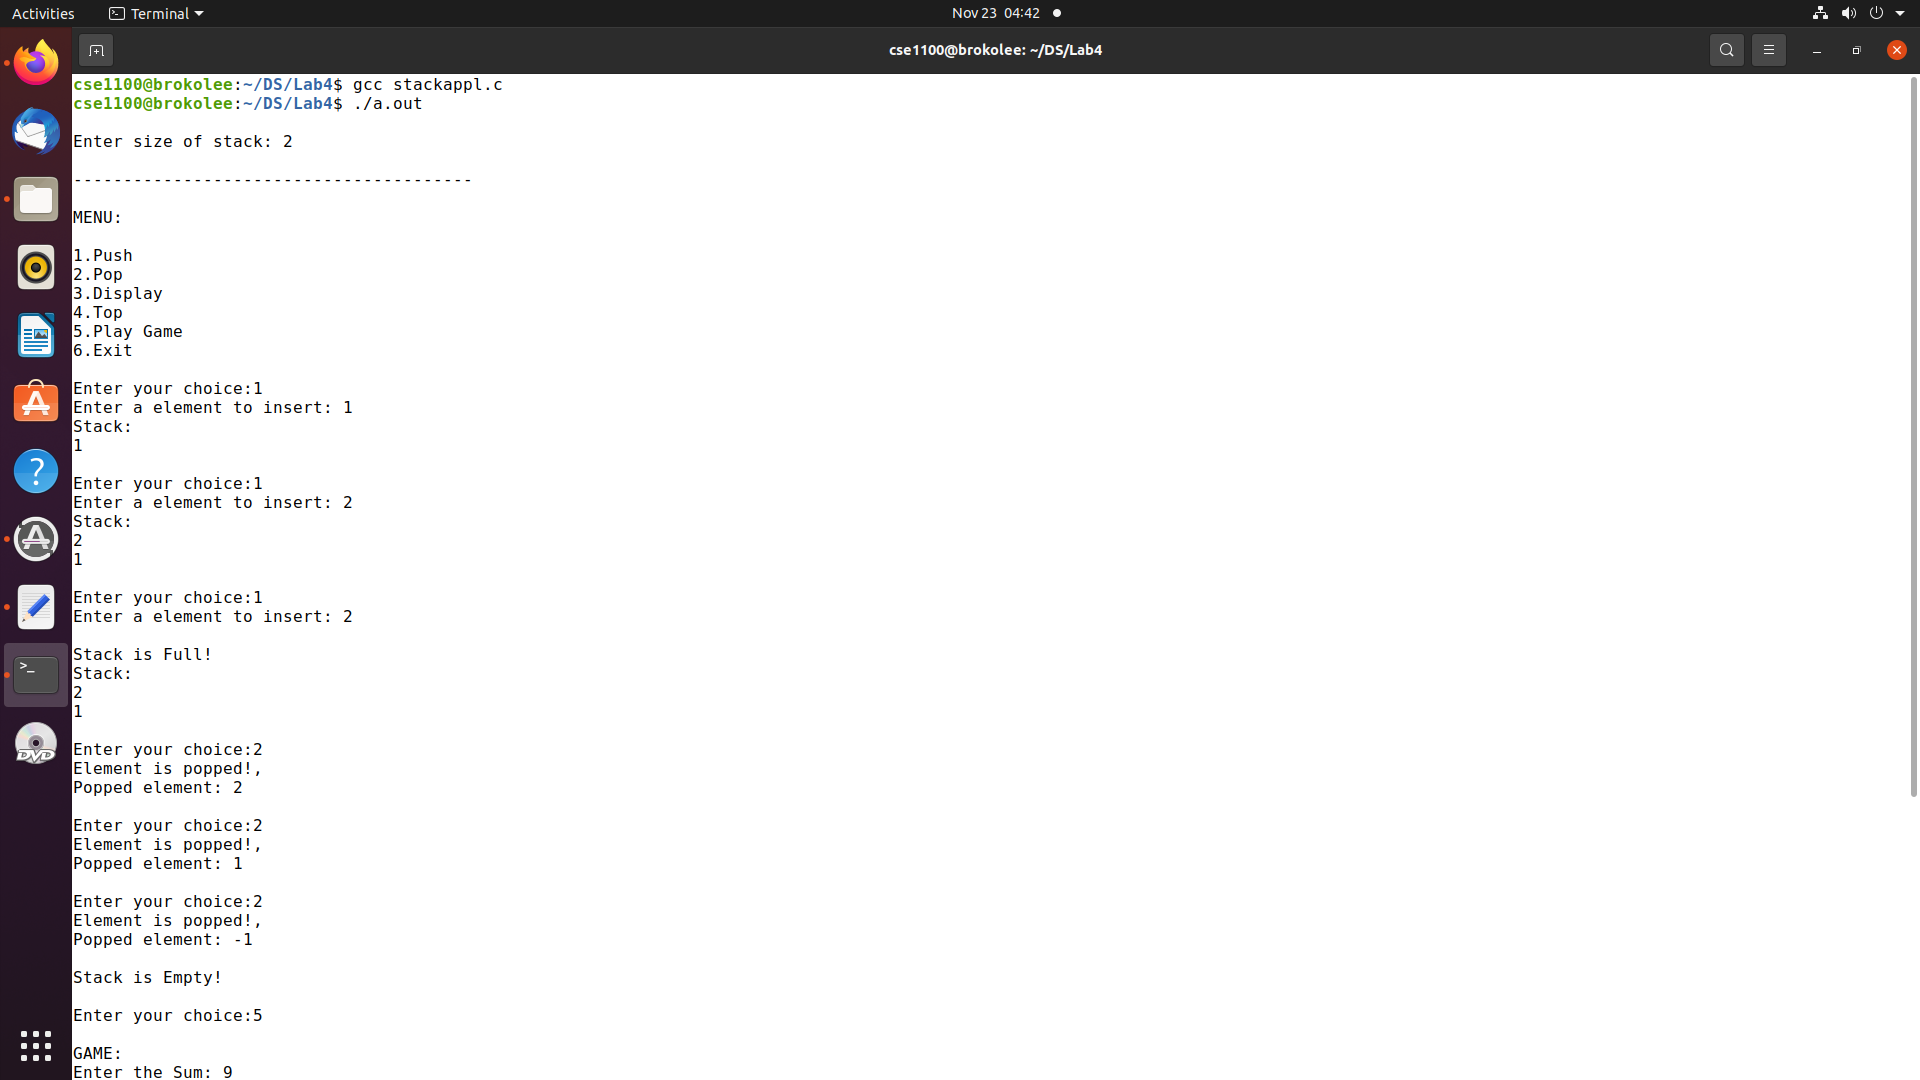 Activities
Terminal
Nov 23 04:42
cse1100@brokolee: ~/DS/Lab4
cse1100@brokolee:~/DS/Lab4$ gcc stackappl.c
cse1100@brokolee:~/DS/Lab4$ ./a.out
Enter size of stack: 2
----------------------------------------
MENU:
1.Push
2.Pop
3.Display
4.Top
5.Play Game
6.Exit
Enter your choice:1
Enter a element to insert: 1
Stack:
1
Enter your choice:1
Enter a element to insert: 2
Stack:
2
1
Enter your choice:1
Enter a element to insert: 2
Stack is Full!
Stack:
2
1
Enter your choice:2
Element is popped!,
Popped element: 2
Enter your choice:2
Element is popped!,
Popped element: 1
Enter your choice:2
Element is popped!,
Popped element: -1
Stack is Empty!
Enter your choice:5
GAME:
Enter the Sum: 9
>_
DVD